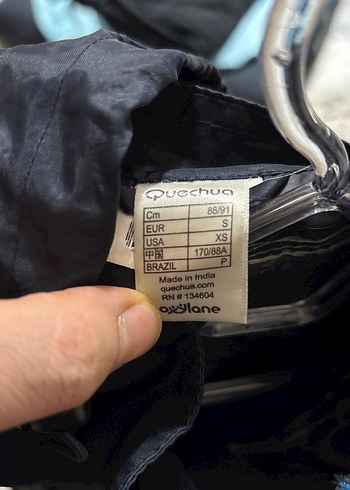 Quechua
Cm 88/91
EUR S
USA XS
中国 170/88A
BRAZIL P
Made in India
quechua.com
RN # 134604
oxylane